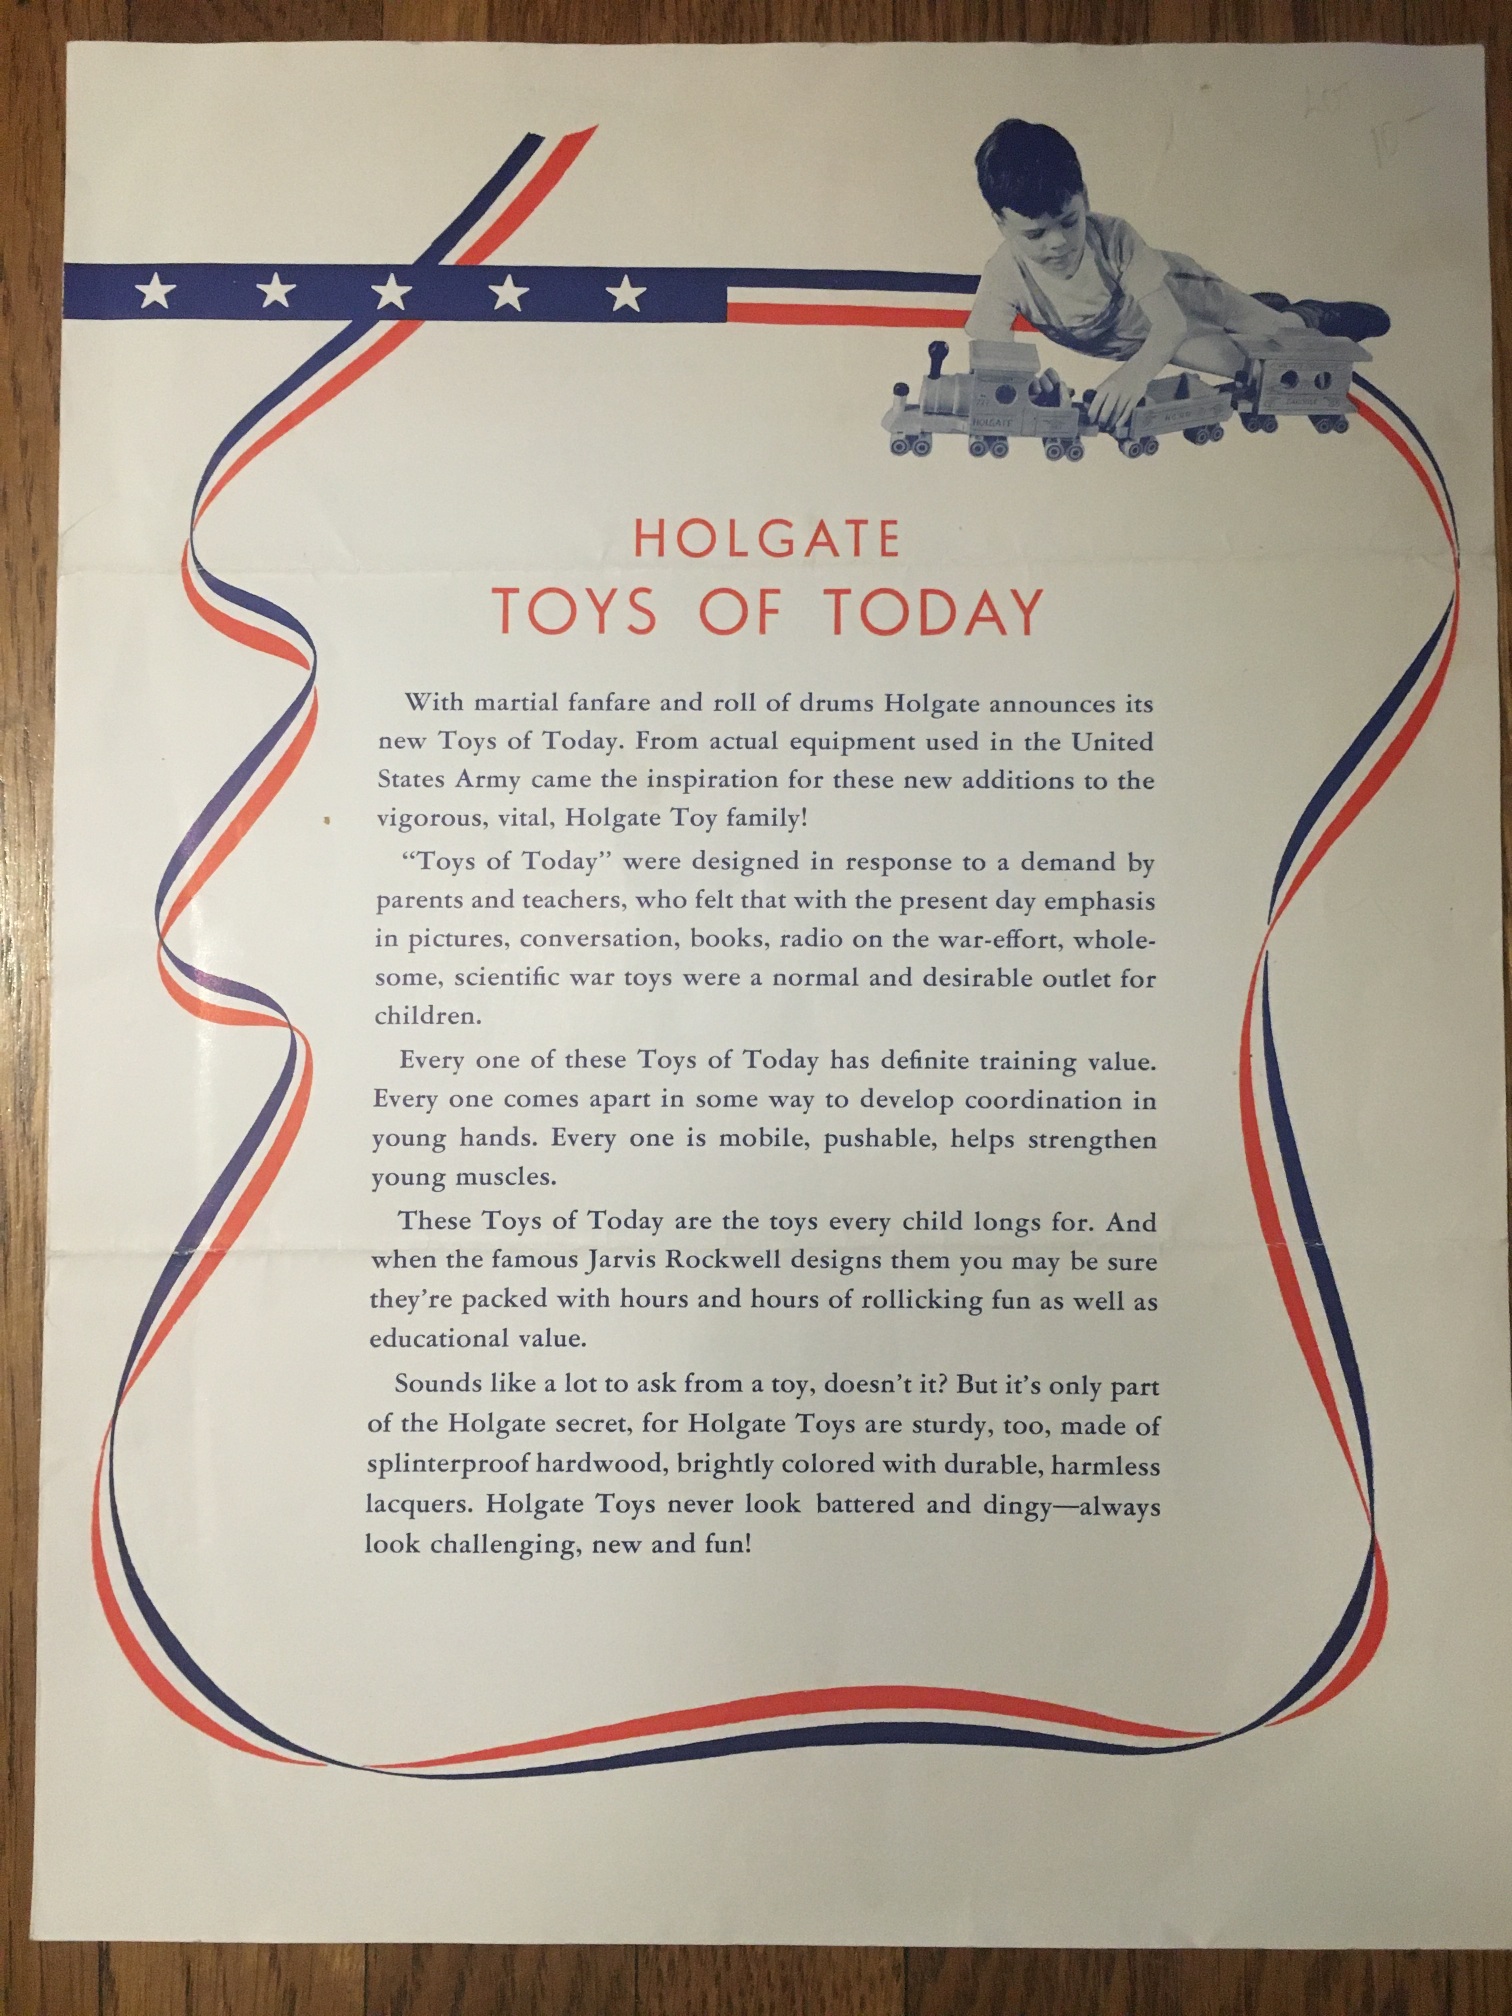 HOLGATE
HOLGATE
TOYS OF TODAY
With martial fanfare and roll of drums Holgate announces its
new Toys of Today. From actual equipment used in the United
States Army came the inspiration for these new additions to the
vigorous, vital, Holgate Toy family!
“Toys of Today” were designed in response to a demand by
parents and teachers, who felt that with the present day emphasis
in pictures, conversation, books, radio on the war-effort, whole-
some, scientific war toys were a normal and desirable outlet for
children.
Every one of these Toys of Today has definite training value.
Every one comes apart in some way to develop coordination in
young hands. Every one is mobile, pushable, helps strengthen
young muscles.
These Toys of Today are the toys every child longs for. And
when the famous Jarvis Rockwell designs them you may be sure
they’re packed with hours and hours of rollicking fun as well as
educational value.
Sounds like a lot to ask from a toy, doesn’t it? But it’s only part
of the Holgate secret, for Holgate Toys are sturdy, too, made of
splinterproof hardwood, brightly colored with durable, harmless
lacquers. Holgate Toys never look battered and dingy—always
look challenging, new and fun!